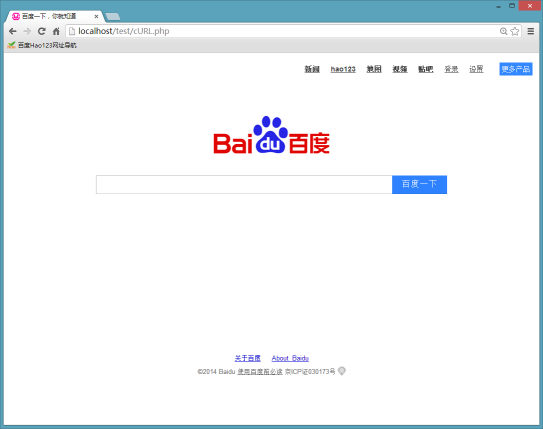 百度一下，你就知道
localhost/test/cURL.php
百度Hao123网址导航
新闻 hao123 地图 视频 贴吧 登录 设置 更多产品
Bai du 百度
百度一下
关于百度 About Baidu
©2014 Baidu 使用百度前必读 京ICP证030173号